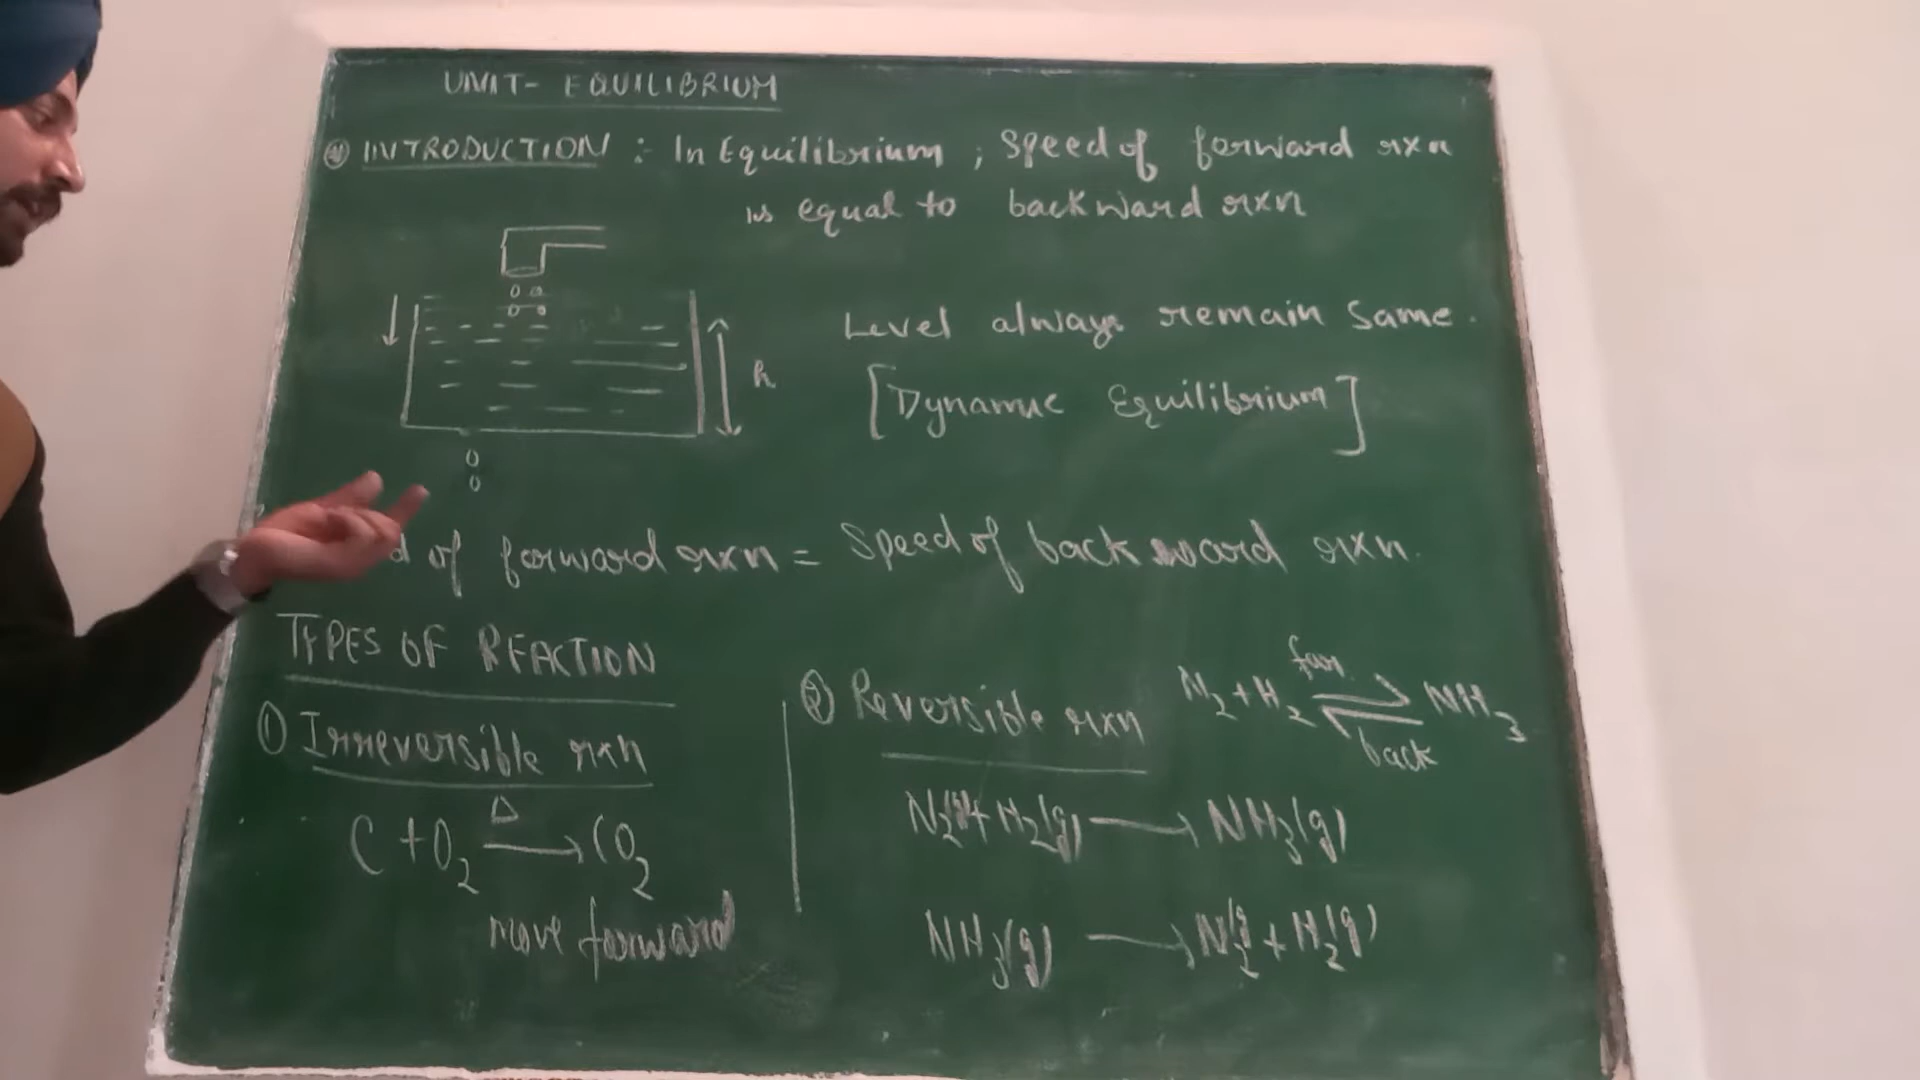 UNIT- EQUILIBRIUM
INTRODUCTION :- In Equilibrium ; Speed of forward rxn
is equal to backward rxn
h
Level always remain Same.
[Dynamic Equilibrium]
d of forward rxn = Speed of backward rxn.
TYPES OF REACTION
① Irreversible rxn
C + O2 Δ→ CO2
move forward
② Reversible rxn
N2 + H2 for. ⇌ back NH3
N2 + H2(g) → NH3(g)
NH3(g) → N2(g + H2(g)